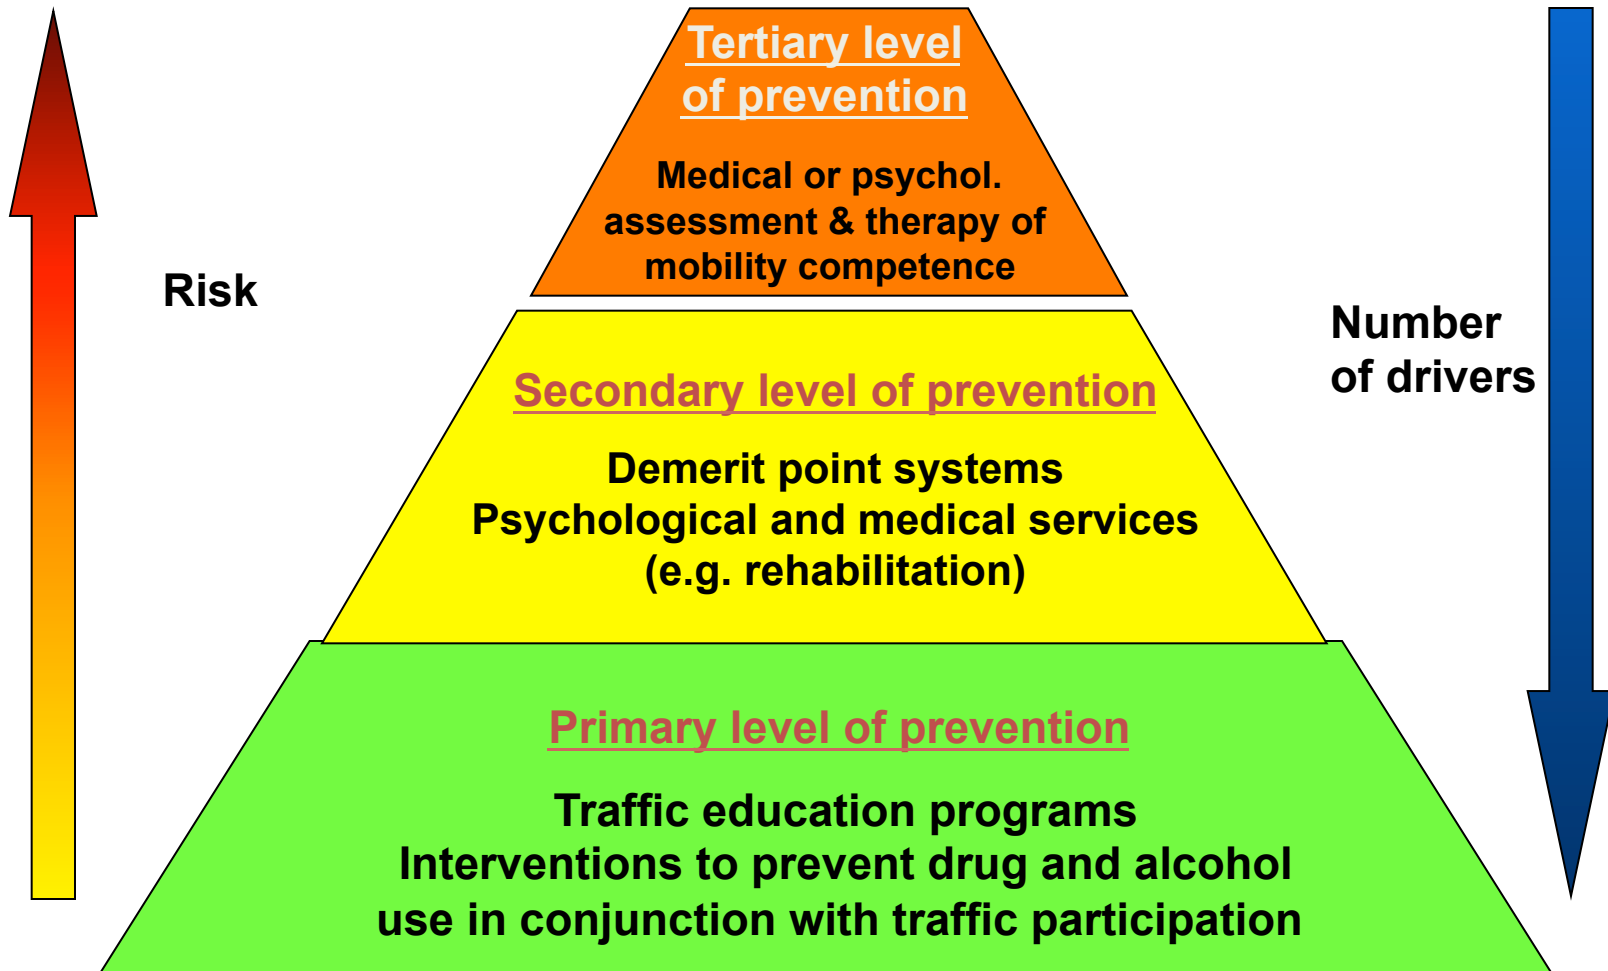 Tertiary level
of prevention
Medical or psychol.
assessment & therapy of
mobility competence
Risk
Number
of drivers
Secondary level of prevention
Demerit point systems
Psychological and medical services
(e.g. rehabilitation)
Primary level of prevention
Traffic education programs
Interventions to prevent drug and alcohol
use in conjunction with traffic participation